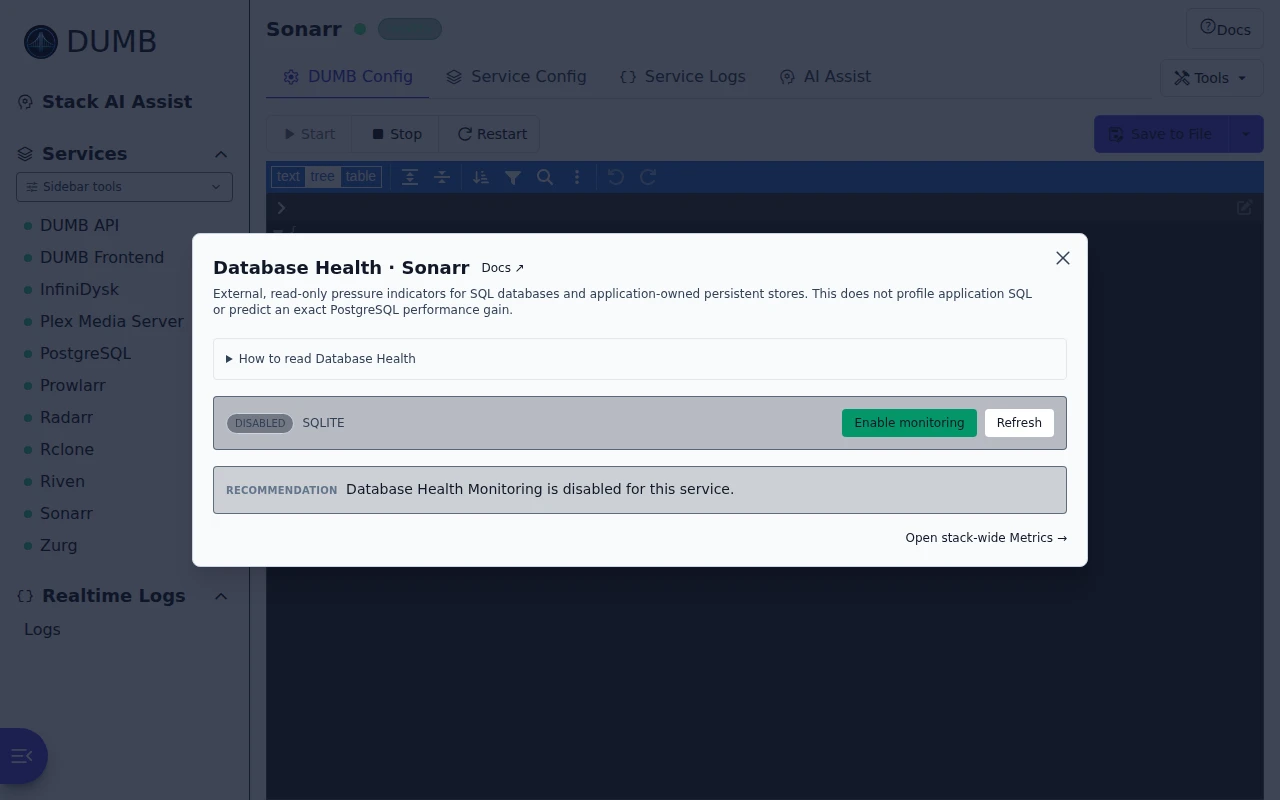 DUMB
Stack AI Assist
Services
Sidebar tools
DUMB API
DUMB Frontend
InfiniDysk
Plex Media Server
PostgreSQL
Prowlarr
Radarr
Rclone
Riven
Sonarr
Zurg
Realtime Logs
Logs
Sonarr
Docs
DUMB Config
Service Config
Service Logs
AI Assist
Tools
Start
Stop
Restart
Save to File
text
tree
table
Database Health · Sonarr
Docs ↗
External, read-only pressure indicators for SQL databases and application-owned persistent stores. This does not profile application SQL
or predict an exact PostgreSQL performance gain.
How to read Database Health
DISABLED
SQLITE
Enable monitoring
Refresh
RECOMMENDATION Database Health Monitoring is disabled for this service.
Open stack-wide Metrics →